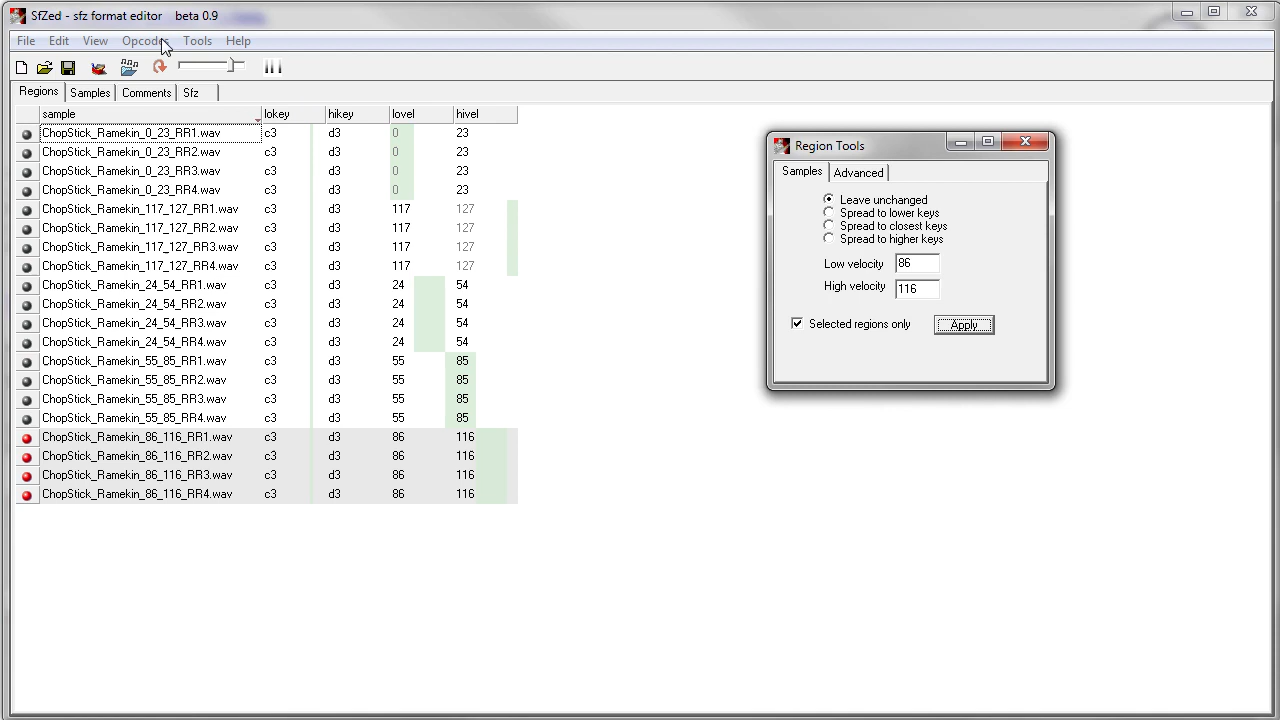 SfZed - sfz format editor beta 0.9
File Edit View Opcodes Tools Help
Regions Samples Comments Sfz
sample lokey hikey lovel hivel
ChopStick_Ramekin_0_23_RR1.wav c3 d3 0 23
ChopStick_Ramekin_0_23_RR2.wav c3 d3 0 23
ChopStick_Ramekin_0_23_RR3.wav c3 d3 0 23
ChopStick_Ramekin_0_23_RR4.wav c3 d3 0 23
ChopStick_Ramekin_117_127_RR1.wav c3 d3 117 127
ChopStick_Ramekin_117_127_RR2.wav c3 d3 117 127
ChopStick_Ramekin_117_127_RR3.wav c3 d3 117 127
ChopStick_Ramekin_117_127_RR4.wav c3 d3 117 127
ChopStick_Ramekin_24_54_RR1.wav c3 d3 24 54
ChopStick_Ramekin_24_54_RR2.wav c3 d3 24 54
ChopStick_Ramekin_24_54_RR3.wav c3 d3 24 54
ChopStick_Ramekin_24_54_RR4.wav c3 d3 24 54
ChopStick_Ramekin_55_85_RR1.wav c3 d3 55 85
ChopStick_Ramekin_55_85_RR2.wav c3 d3 55 85
ChopStick_Ramekin_55_85_RR3.wav c3 d3 55 85
ChopStick_Ramekin_55_85_RR4.wav c3 d3 55 85
ChopStick_Ramekin_86_116_RR1.wav c3 d3 86 116
ChopStick_Ramekin_86_116_RR2.wav c3 d3 86 116
ChopStick_Ramekin_86_116_RR3.wav c3 d3 86 116
ChopStick_Ramekin_86_116_RR4.wav c3 d3 86 116
Region Tools
Samples Advanced
Leave unchanged
Spread to lower keys
Spread to closest keys
Spread to higher keys
Low velocity 86
High velocity 116
Selected regions only Apply